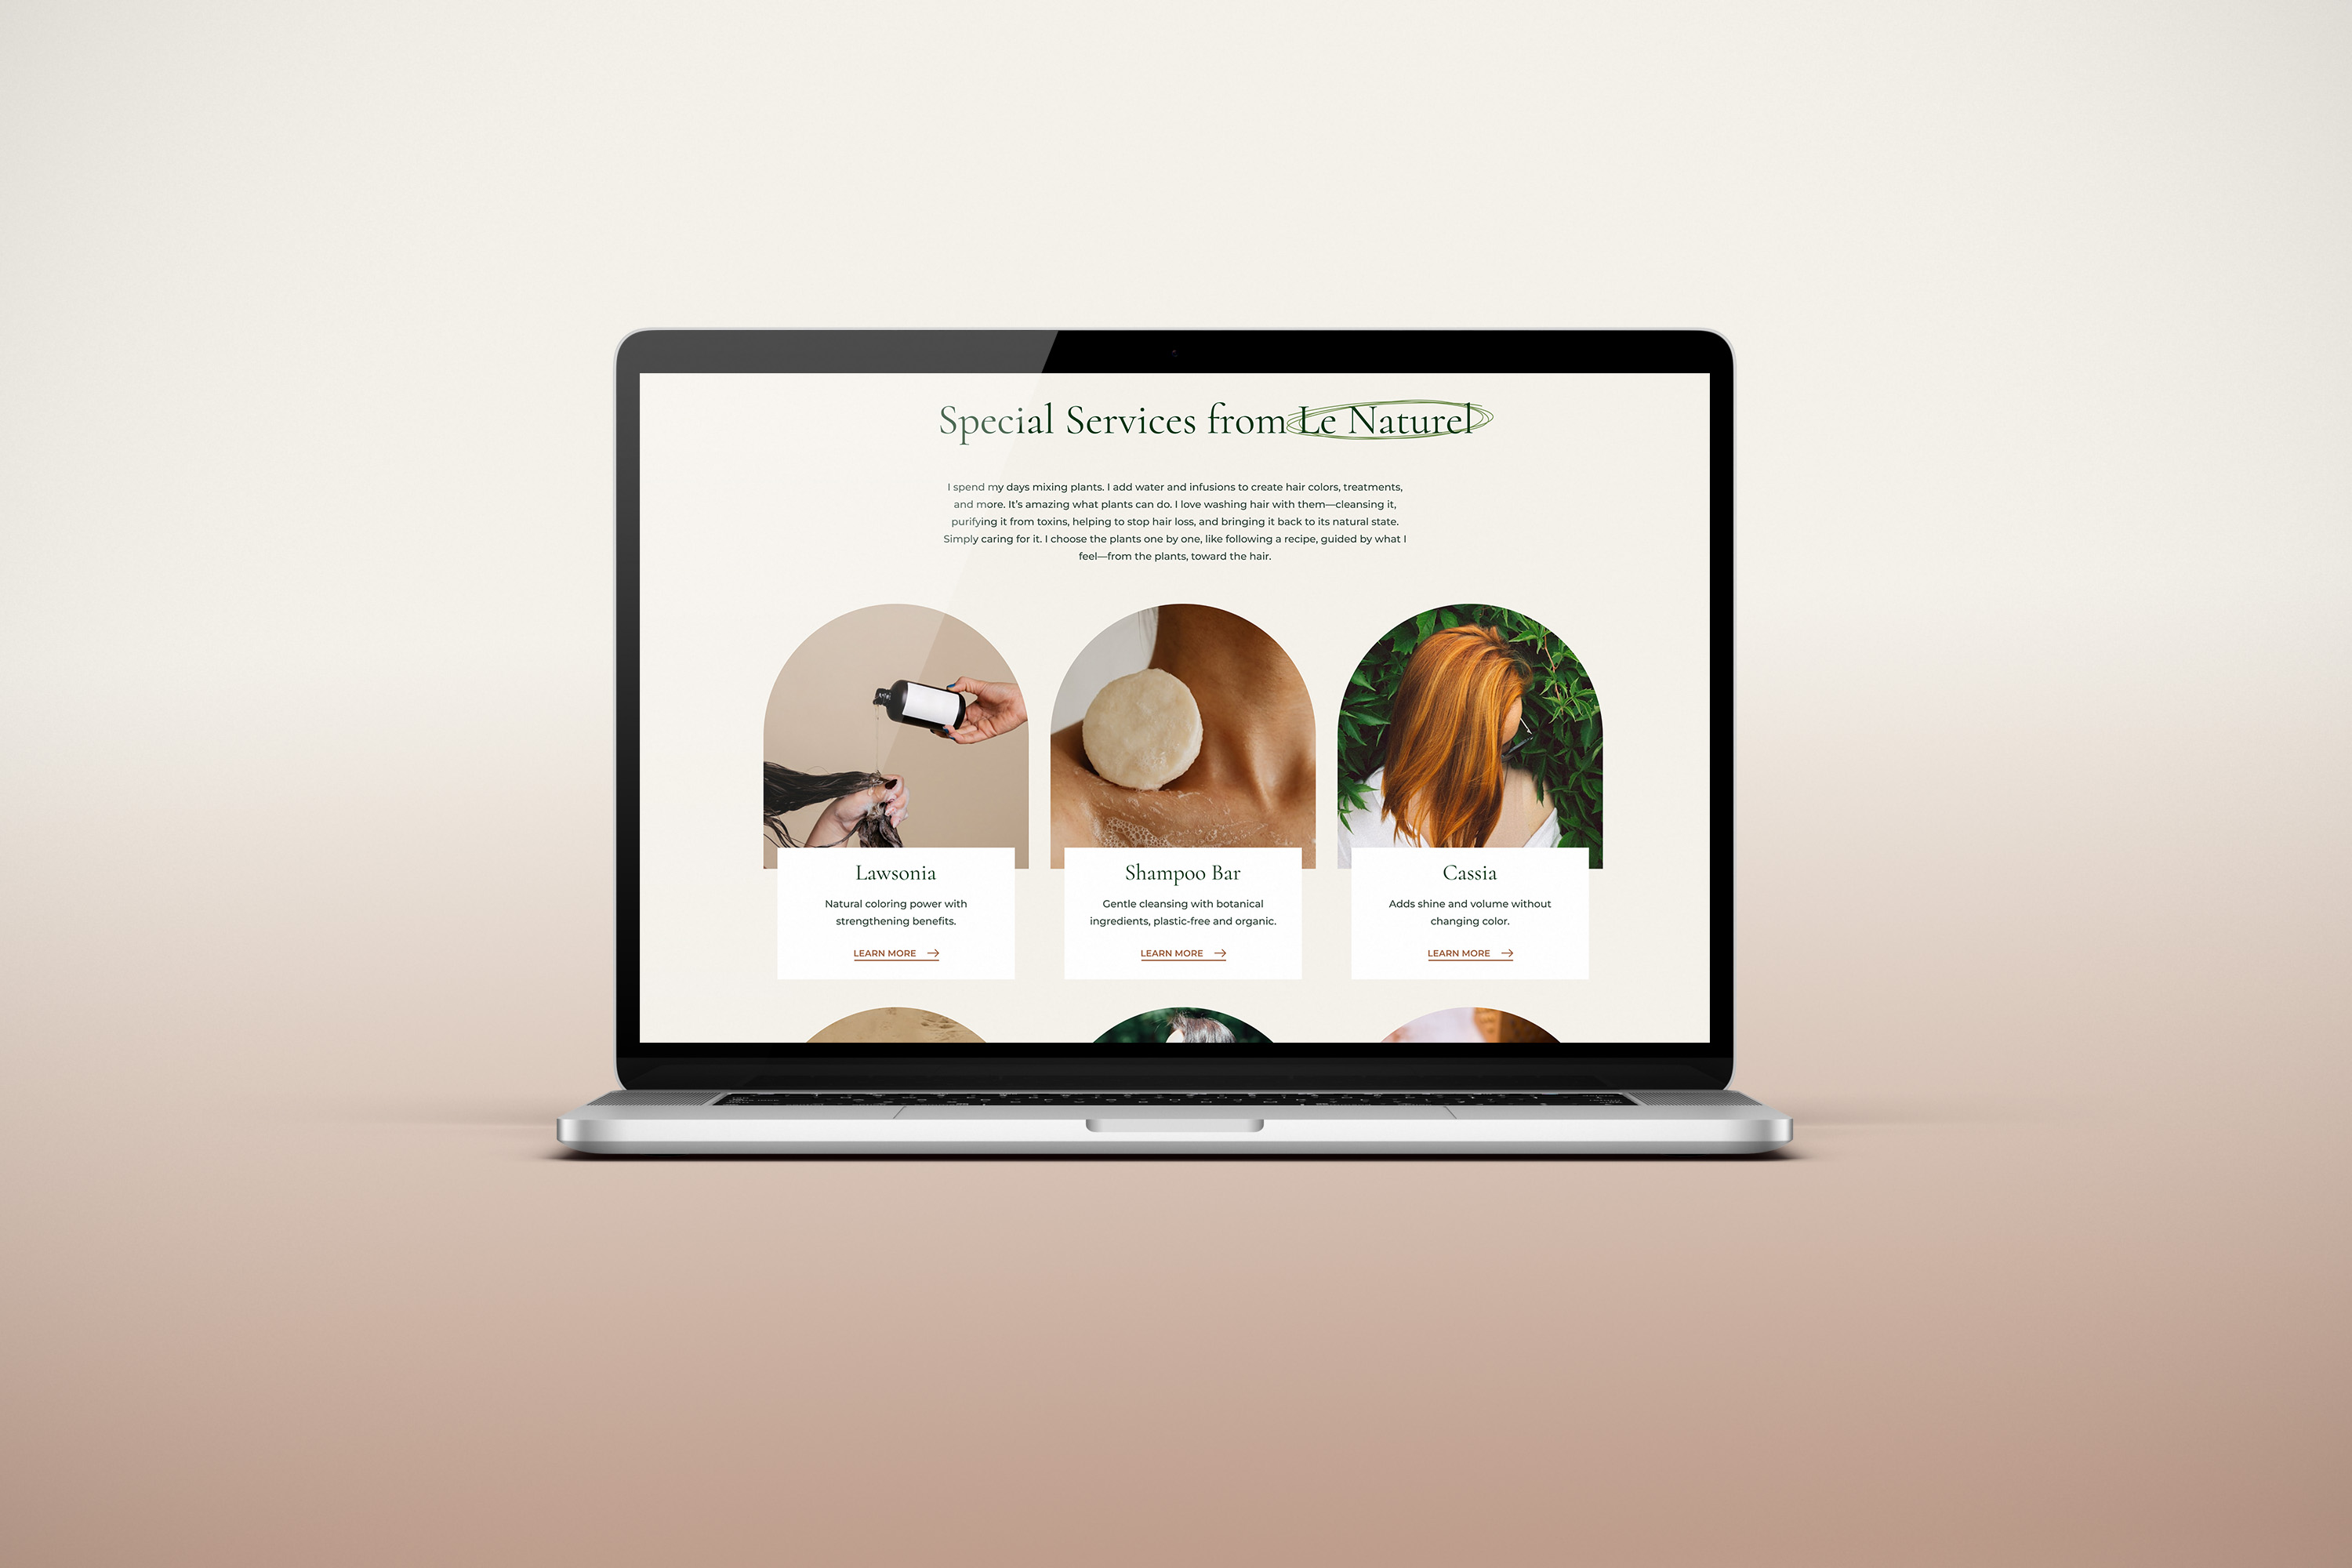 Special Services from Le Naturel
I spend my days mixing plants. I add water and infusions to create hair colors, treatments,
and more. It’s amazing what plants can do. I love washing hair with them—cleansing it,
purifying it from toxins, helping to stop hair loss, and bringing it back to its natural state.
Simply caring for it. I choose the plants one by one, like following a recipe, guided by what I
feel—from the plants, toward the hair.
Lawsonia
Natural coloring power with
strengthening benefits.
LEARN MORE
Shampoo Bar
Gentle cleansing with botanical
ingredients, plastic-free and organic.
LEARN MORE
Cassia
Adds shine and volume without
changing color.
LEARN MORE